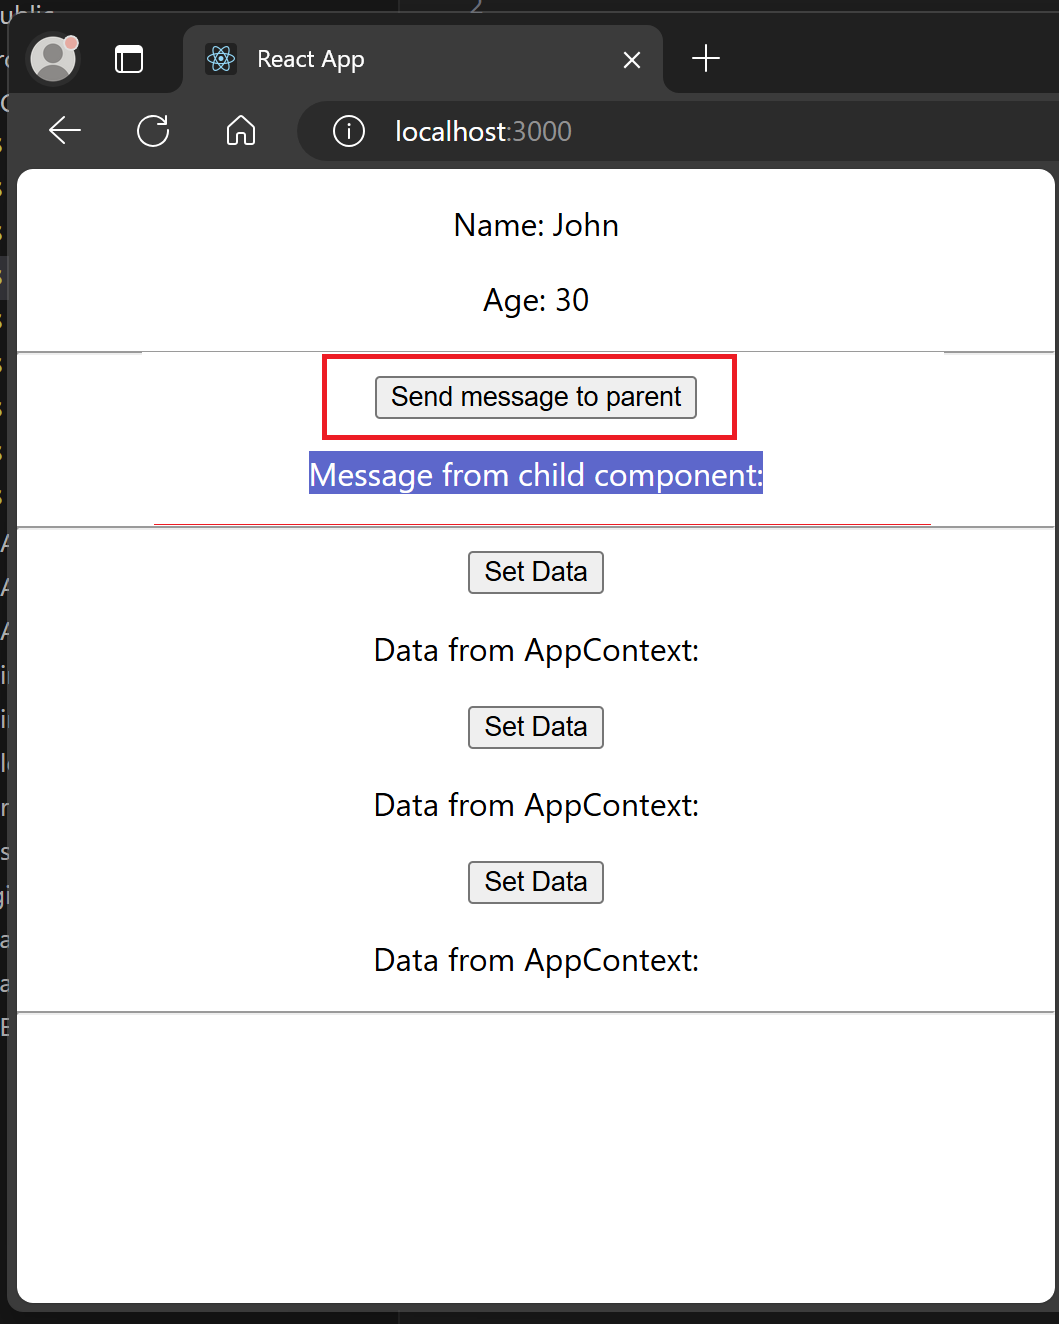 React App
localhost:3000
Name: John
Age: 30
Send message to parent
Message from child component:
Set Data
Data from AppContext:
Set Data
Data from AppContext:
Set Data
Data from AppContext: